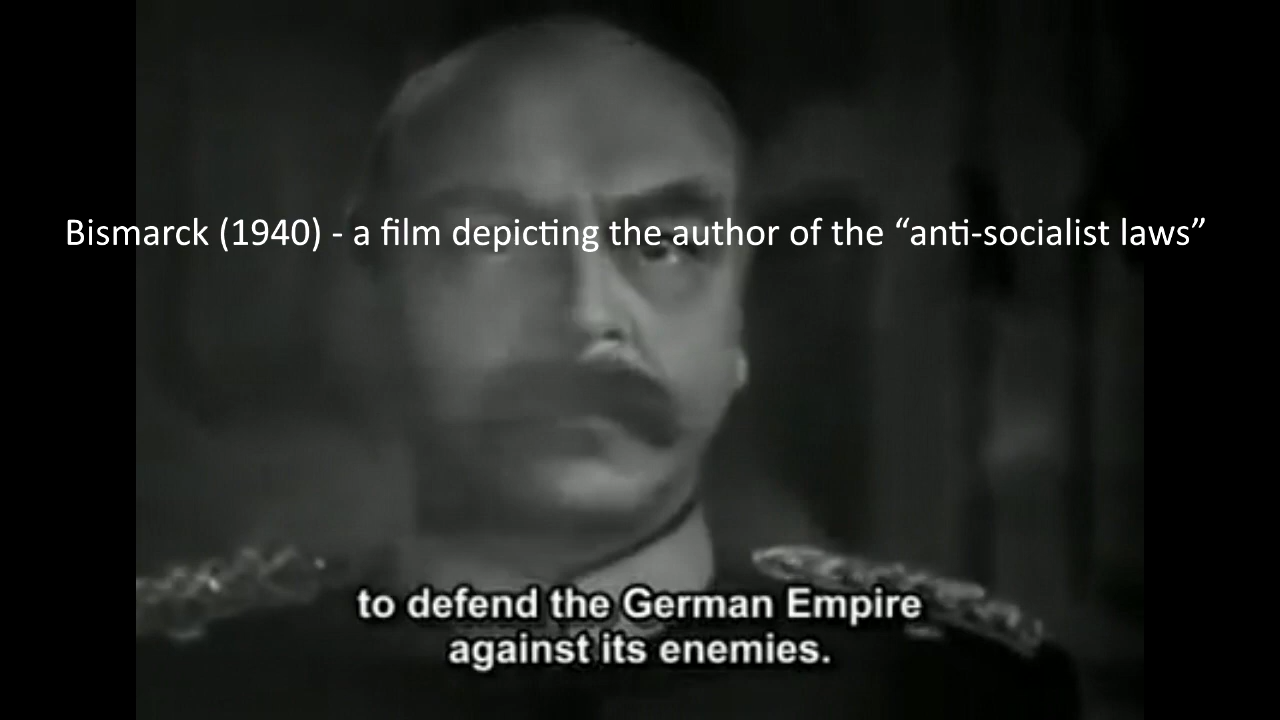 Bismarck (1940) - a film depicting the author of the “anti-socialist laws”
to defend the German Empire
against its enemies.